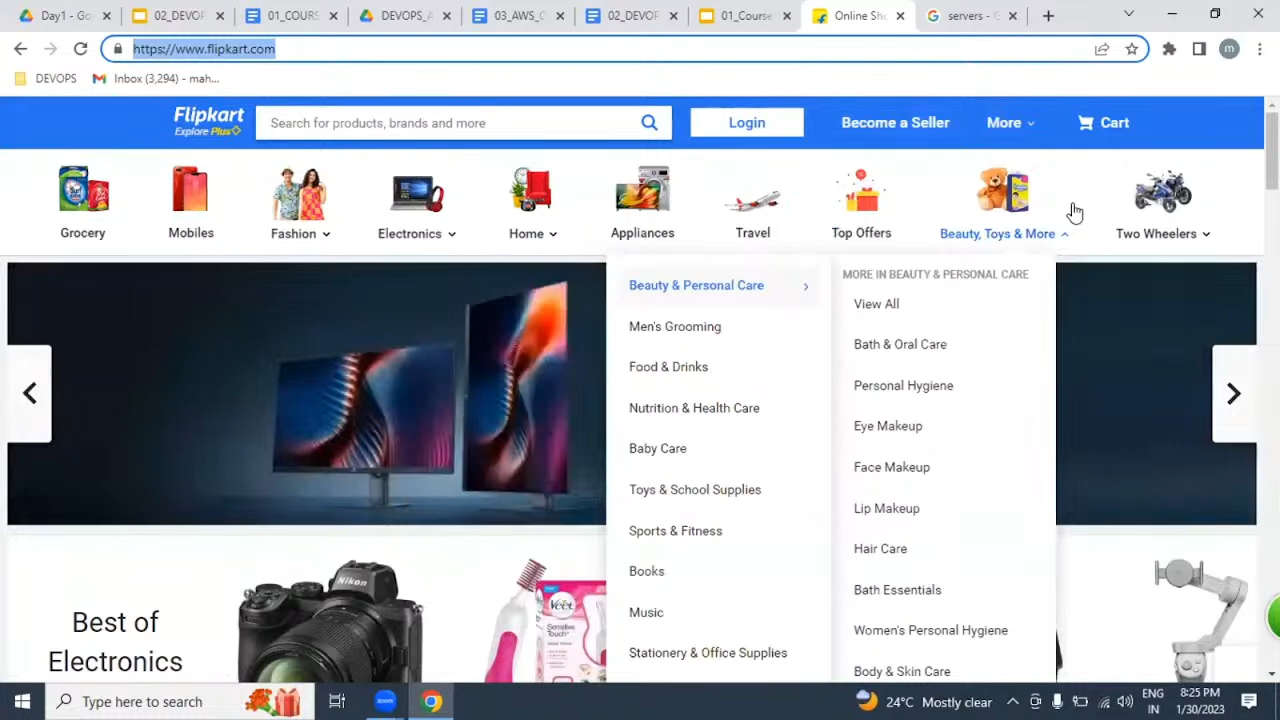 Day1 - Go
02_DEVOP
01_COURS
DEVOPS_A
03_AWS_C
02_DEVOP
01_Course
Online Sho
servers - G
https://www.flipkart.com
m
DEVOPS
Inbox (3,294) - mah...
Flipkart
Explore Plus
Search for products, brands and more
Login
Become a Seller
More
Cart
Grocery
Mobiles
Fashion
Electronics
Home
Appliances
Travel
Top Offers
Beauty, Toys & More
Two Wheelers
Beauty & Personal Care
Men's Grooming
Food & Drinks
Nutrition & Health Care
Baby Care
Toys & School Supplies
Sports & Fitness
Books
Music
Stationery & Office Supplies
MORE IN BEAUTY & PERSONAL CARE
View All
Bath & Oral Care
Personal Hygiene
Eye Makeup
Face Makeup
Lip Makeup
Hair Care
Bath Essentials
Women's Personal Hygiene
Body & Skin Care
Best of
Electronics
Nikon
Veet
Type here to search
zoom
24°C Mostly clear
ENG
IN
8:25 PM
1/30/2023